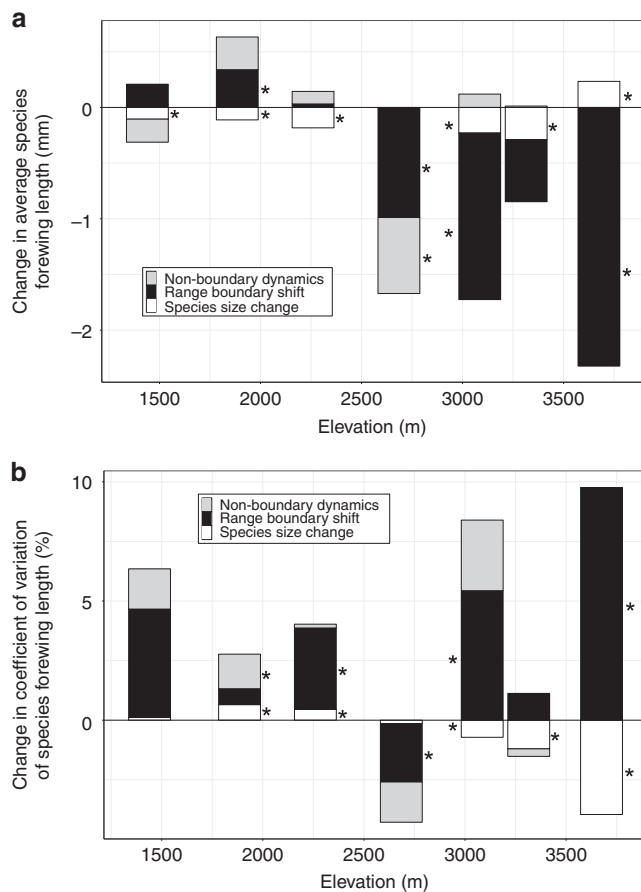 a
Change in average species
forewing length (mm)
0
*
*
*
*
*
*
*
*
*
*
*
−1
−2
Non-boundary dynamics
Range boundary shift
Species size change
1500
2000
2500
3000
3500
Elevation (m)
b
Change in coefficient of variation
of species forewing length (%)
10
5
0
Non-boundary dynamics
Range boundary shift
Species size change
*
*
*
*
*
*
*
*
*
*
1500
2000
2500
3000
3500
Elevation (m)